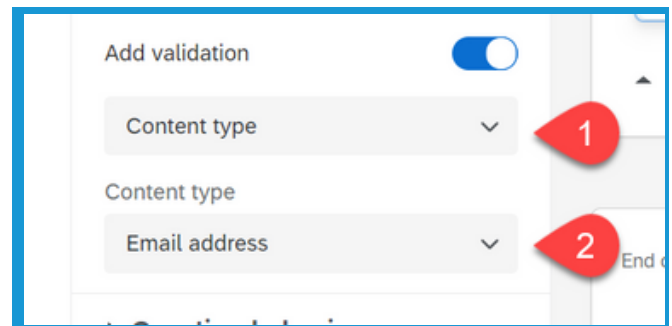 Add validation
Content type
1
Content type
Email address
2
End